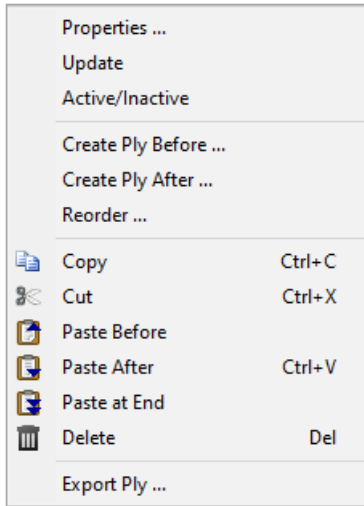 Properties ...
Update
Active/Inactive
Create Ply Before ...
Create Ply After ...
Reorder ...
Copy Ctrl+C
Cut Ctrl+X
Paste Before
Paste After Ctrl+V
Paste at End
Delete Del
Export Ply ...